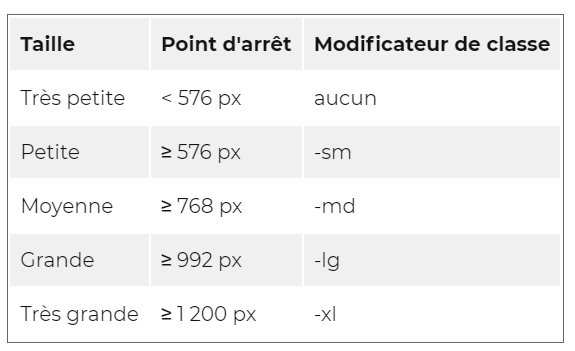 Taille Point d'arrêt Modificateur de classe
Très petite < 576 px aucun
Petite ≥ 576 px -sm
Moyenne ≥ 768 px -md
Grande ≥ 992 px -lg
Très grande ≥ 1 200 px -xl